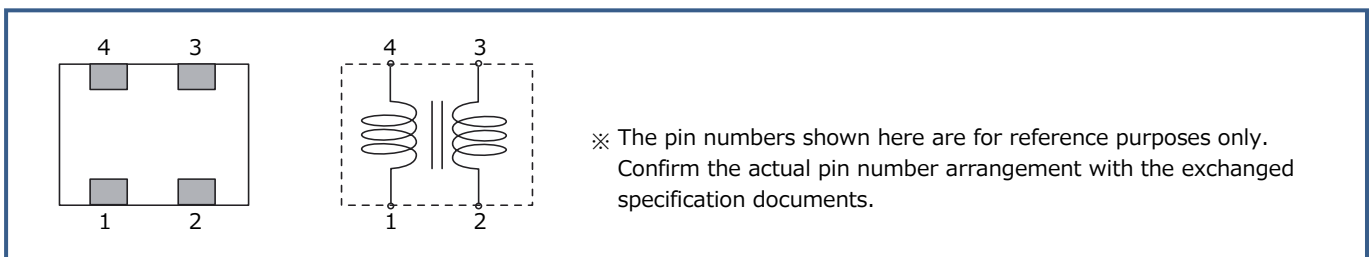 4 3
1 2
4 3
1 2
※ The pin numbers shown here are for reference purposes only.
Confirm the actual pin number arrangement with the exchanged
specification documents.